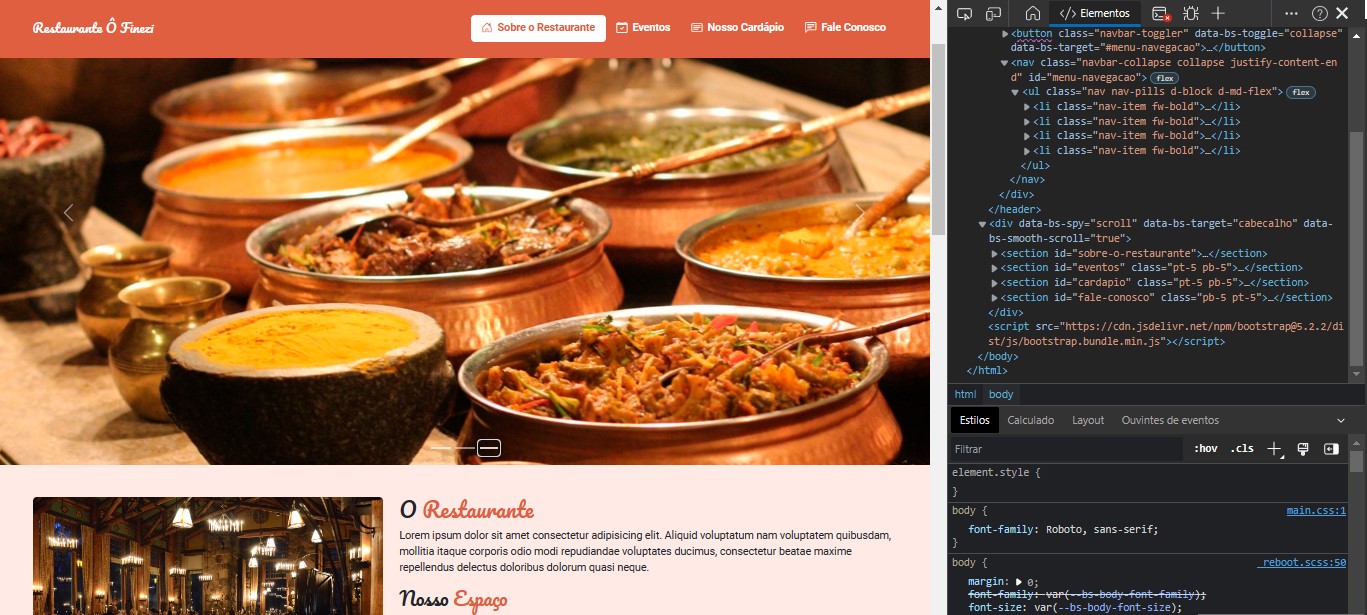 Restaurante Ô Finezi
Sobre o Restaurante
Eventos
Nosso Cardápio
Fale Conosco
O Restaurante
Lorem ipsum dolor sit amet consectetur adipisicing elit. Aliquid voluptatum nam voluptatem quibusdam,
mollitia itaque corporis odio modi repudiandae voluptates ducimus, consectetur beatae maxime
repellendus delectus doloribus dolorum quasi neque.
Nosso Espaço
Elementos
<button class="navbar-toggler" data-bs-toggle="collapse"
data-bs-target="#menu-navegacao">…</button>
<nav class="navbar-collapse collapse justify-content-en
d" id="menu-navegacao"> flex
<ul class="nav nav-pills d-block d-md-flex"> flex
<li class="nav-item fw-bold">…</li>
<li class="nav-item fw-bold">…</li>
<li class="nav-item fw-bold">…</li>
<li class="nav-item fw-bold">…</li>
</ul>
</nav>
</div>
</header>
<div data-bs-spy="scroll" data-bs-target="cabecalho" data-
bs-smooth-scroll="true">
<section id="sobre-o-restaurante">…</section>
<section id="eventos" class="pt-5 pb-5">…</section>
<section id="cardapio" class="pt-5 pb-5">…</section>
<section id="fale-conosco" class="pb-5 pt-5">…</section>
</div>
<script src="https://cdn.jsdelivr.net/npm/bootstrap@5.2.2/di
st/js/bootstrap.bundle.min.js"></script>
</body>
</html>
html body
Estilos Calculado Layout Ouvintes de eventos
Filtrar :hov .cls
element.style {
}
body { main.css:1
font-family: Roboto, sans-serif;
}
body { _reboot.scss:50
margin: 0;
font-family: var(--bs-body-font-family);
font-size: var(--bs-body-font-size);